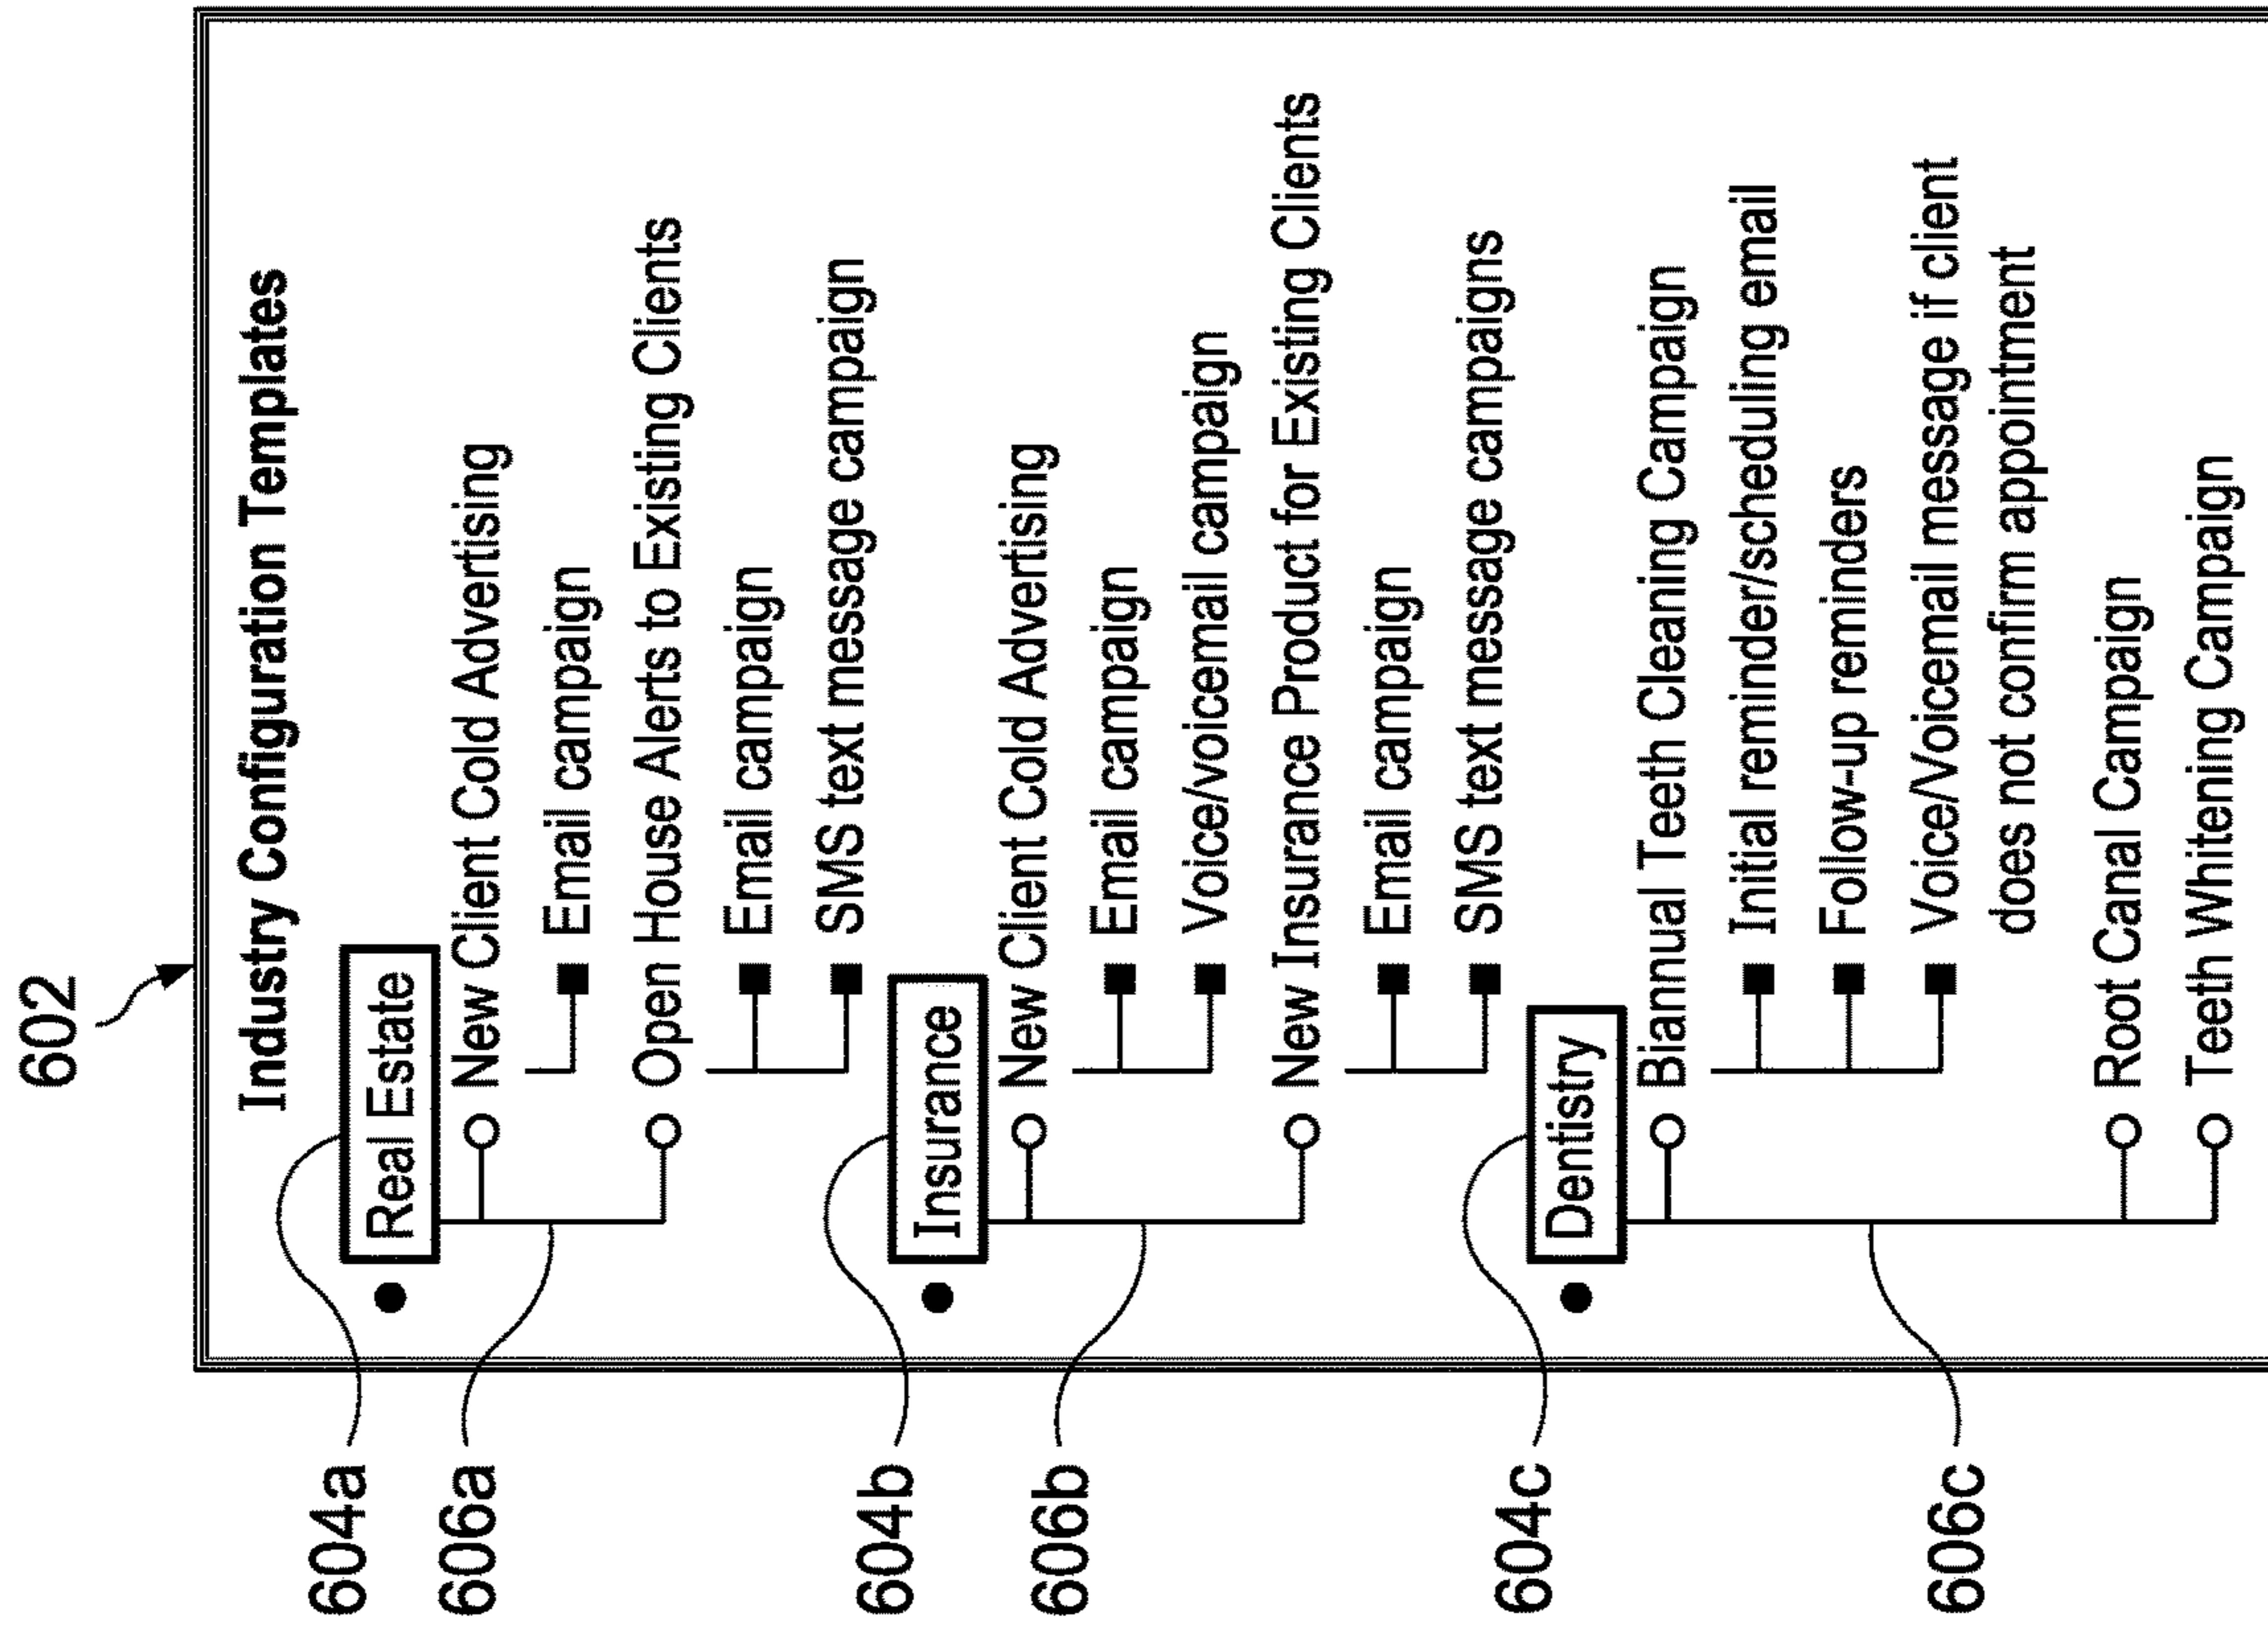 602
Industry Configuration Templates
604a
Real Estate
606a
New Client Cold Advertising
Email campaign
Open House Alerts to Existing Clients
Email campaign
SMS text message campaign
604b
Insurance
606b
New Client Cold Advertising
Email campaign
Voice/voicemail campaign
New Insurance Product for Existing Clients
Email campaign
SMS text message campaigns
604c
Dentistry
Biannual Teeth Cleaning Campaign
Initial reminder/scheduling email
Follow-up reminders
606c
Voice/Voicemail message if client
does not confirm appointment
Root Canal Campaign
Teeth Whitening Campaign